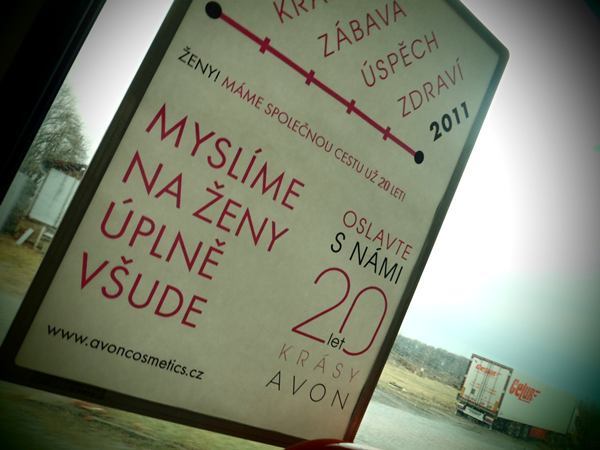 KRÁ
ZÁBAVA
ÚSPĚCH
ZDRAVÍ
2011
ŽENY! MÁME SPOLEČNOU CESTU UŽ 20 LET!
MYSLÍME
NA ŽENY
ÚPLNĚ
VŠUDE
OSLAVTE
S NÁMI
20
let
KRÁSY
AVON
www.avoncosmetics.cz